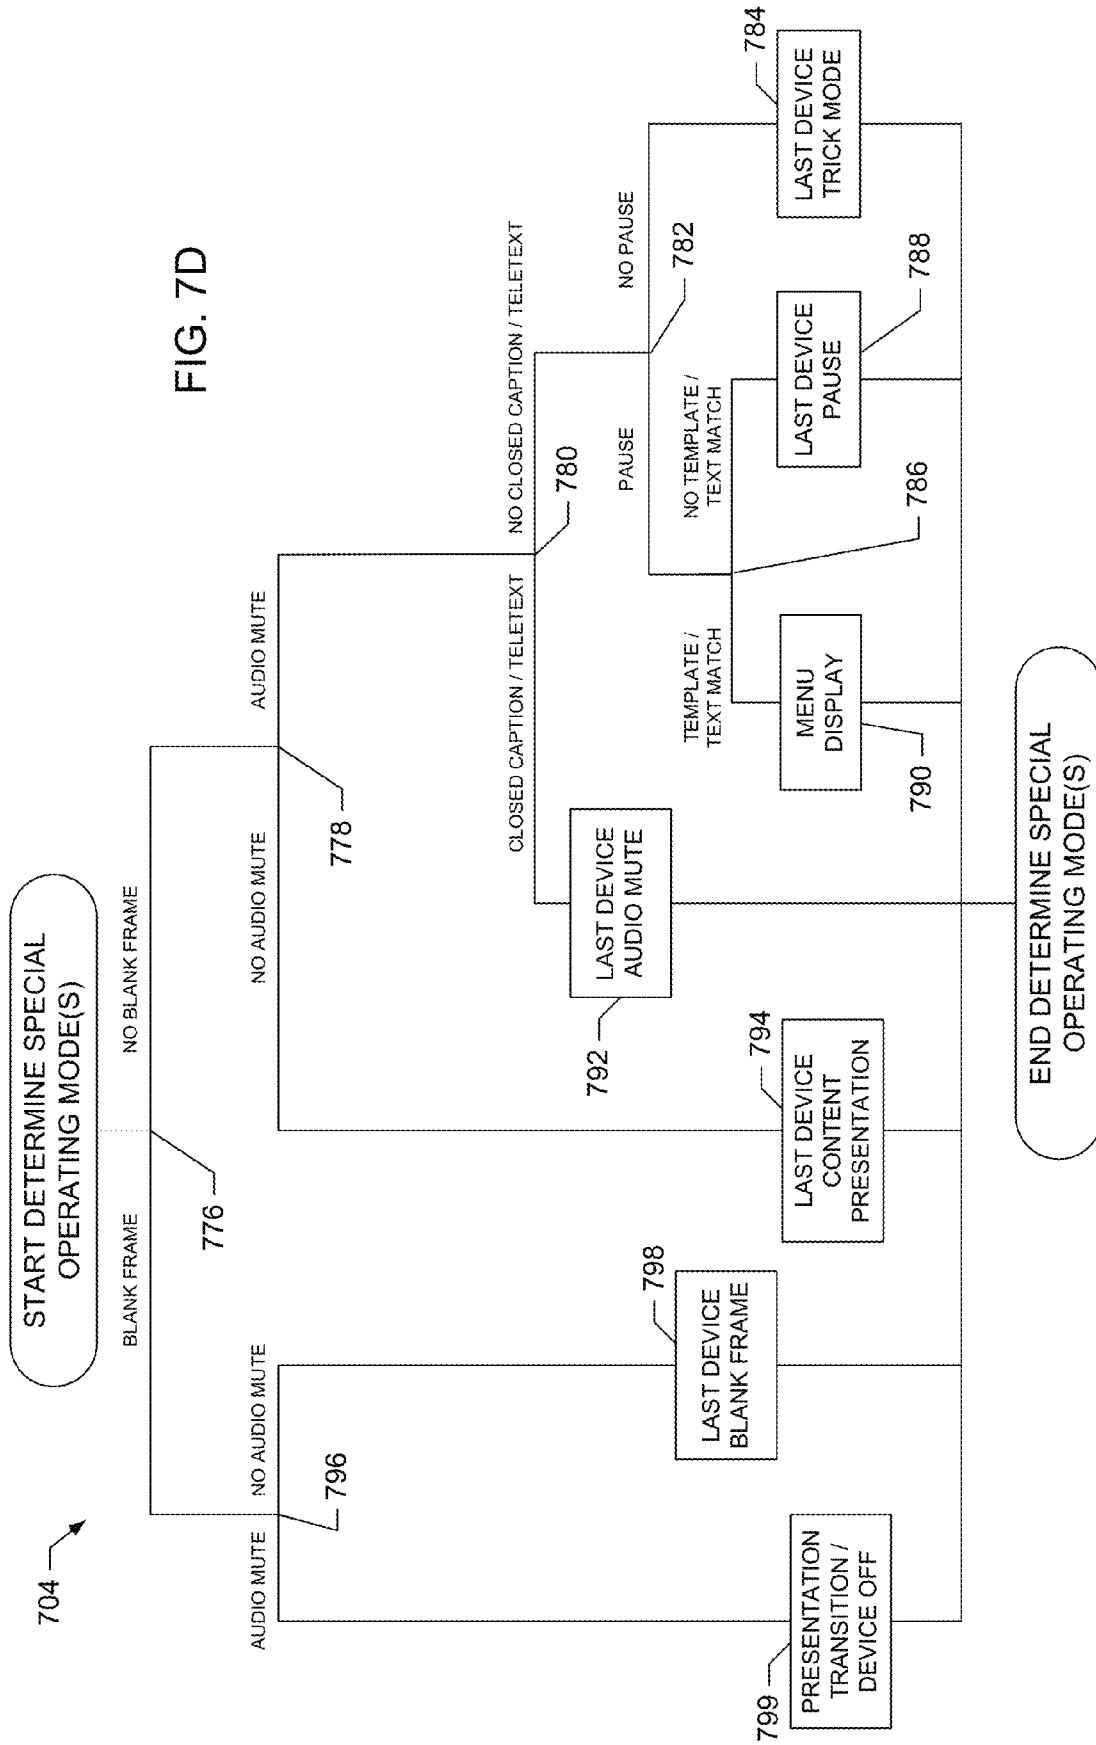 704
START DETERMINE SPECIAL
OPERATING MODE(S)
FIG. 7D
BLANK FRAME
NO BLANK FRAME
776
AUDIO MUTE
NO AUDIO MUTE
NO AUDIO MUTE
AUDIO MUTE
796
778
CLOSED CAPTION / TELETEXT
NO CLOSED CAPTION / TELETEXT
780
LAST DEVICE
AUDIO MUTE
792
PAUSE
NO PAUSE
782
TEMPLATE /
TEXT MATCH
NO TEMPLATE /
TEXT MATCH
786
LAST DEVICE
BLANK FRAME
798
PRESENTATION
TRANSITION /
DEVICE OFF
799
LAST DEVICE
CONTENT
PRESENTATION
794
MENU
DISPLAY
790
LAST DEVICE
PAUSE
788
LAST DEVICE
TRICK MODE
784
END DETERMINE SPECIAL
OPERATING MODE(S)